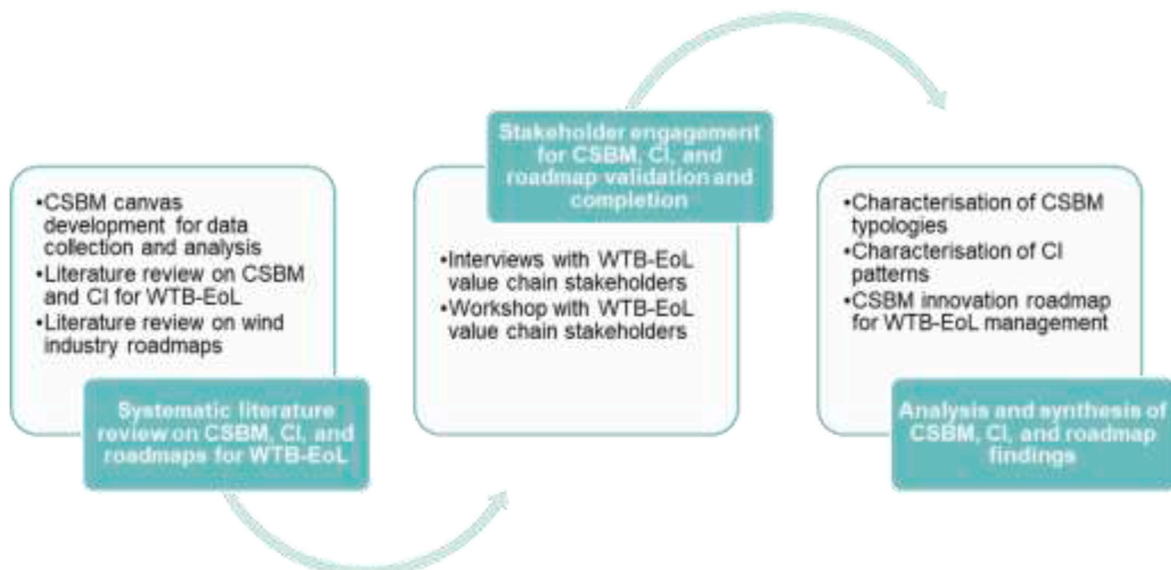 •CSBM canvas
development for data
collection and analysis
•Literature review on CSBM
and CI for WTB-EoL
•Literature review on wind
industry roadmaps
Systematic literature
review on CSBM, CI, and
roadmaps for WTB-EoL
Stakeholder engagement
for CSBM, CI, and
roadmap validation and
completion
•Interviews with WTB-EoL
value chain stakeholders
•Workshop with WTB-EoL
value chain stakeholders
•Characterisation of CSBM
typologies
•Characterisation of CI
patterns
•CSBM innovation roadmap
for WTB-EoL management
Analysis and synthesis of
CSBM, CI, and roadmap
findings